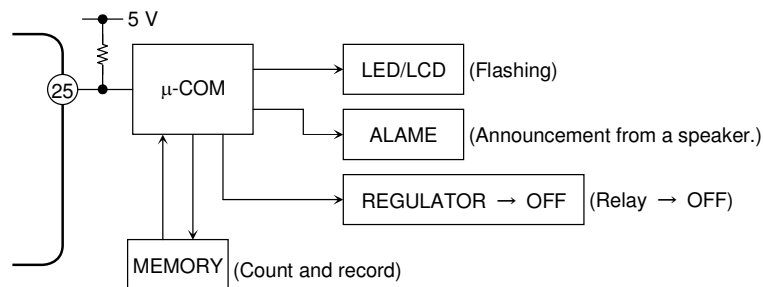 5 V
25
μ-COM
LED/LCD (Flashing)
ALAME (Announcement from a speaker.)
REGULATOR → OFF (Relay → OFF)
MEMORY (Count and record)